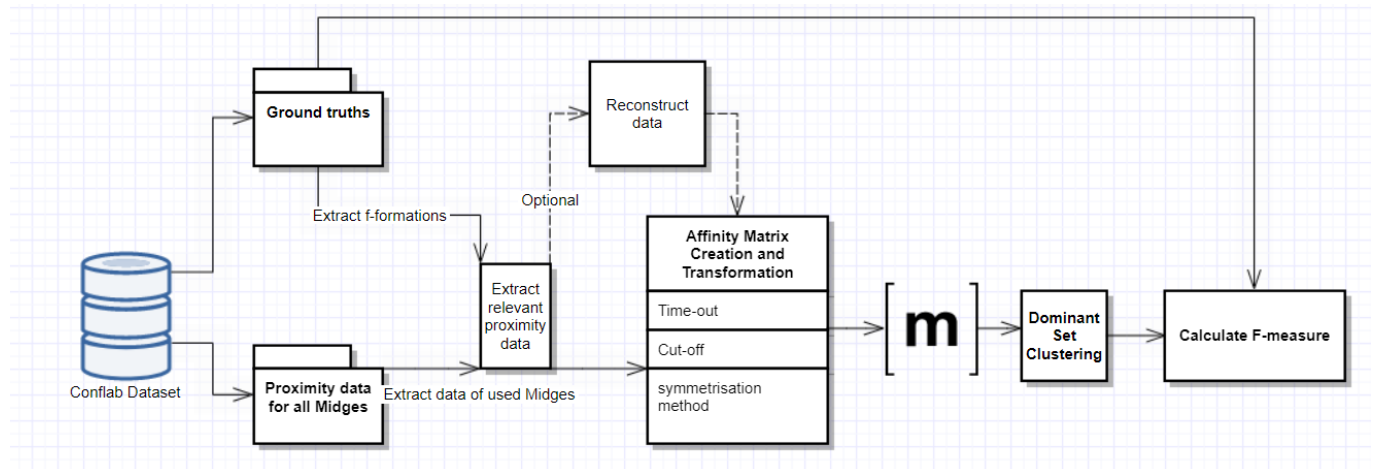 Ground truths
Reconstruct
data
Optional
Extract f-formations
Affinity Matrix
Creation and
Transformation
Extract
relevant
proximity
data
Time-out
Cut-off
symmetrisation
method
[m]
Dominant
Set
Clustering
Calculate F-measure
Conflab Dataset
Proximity data
for all Midges
Extract data of used Midges